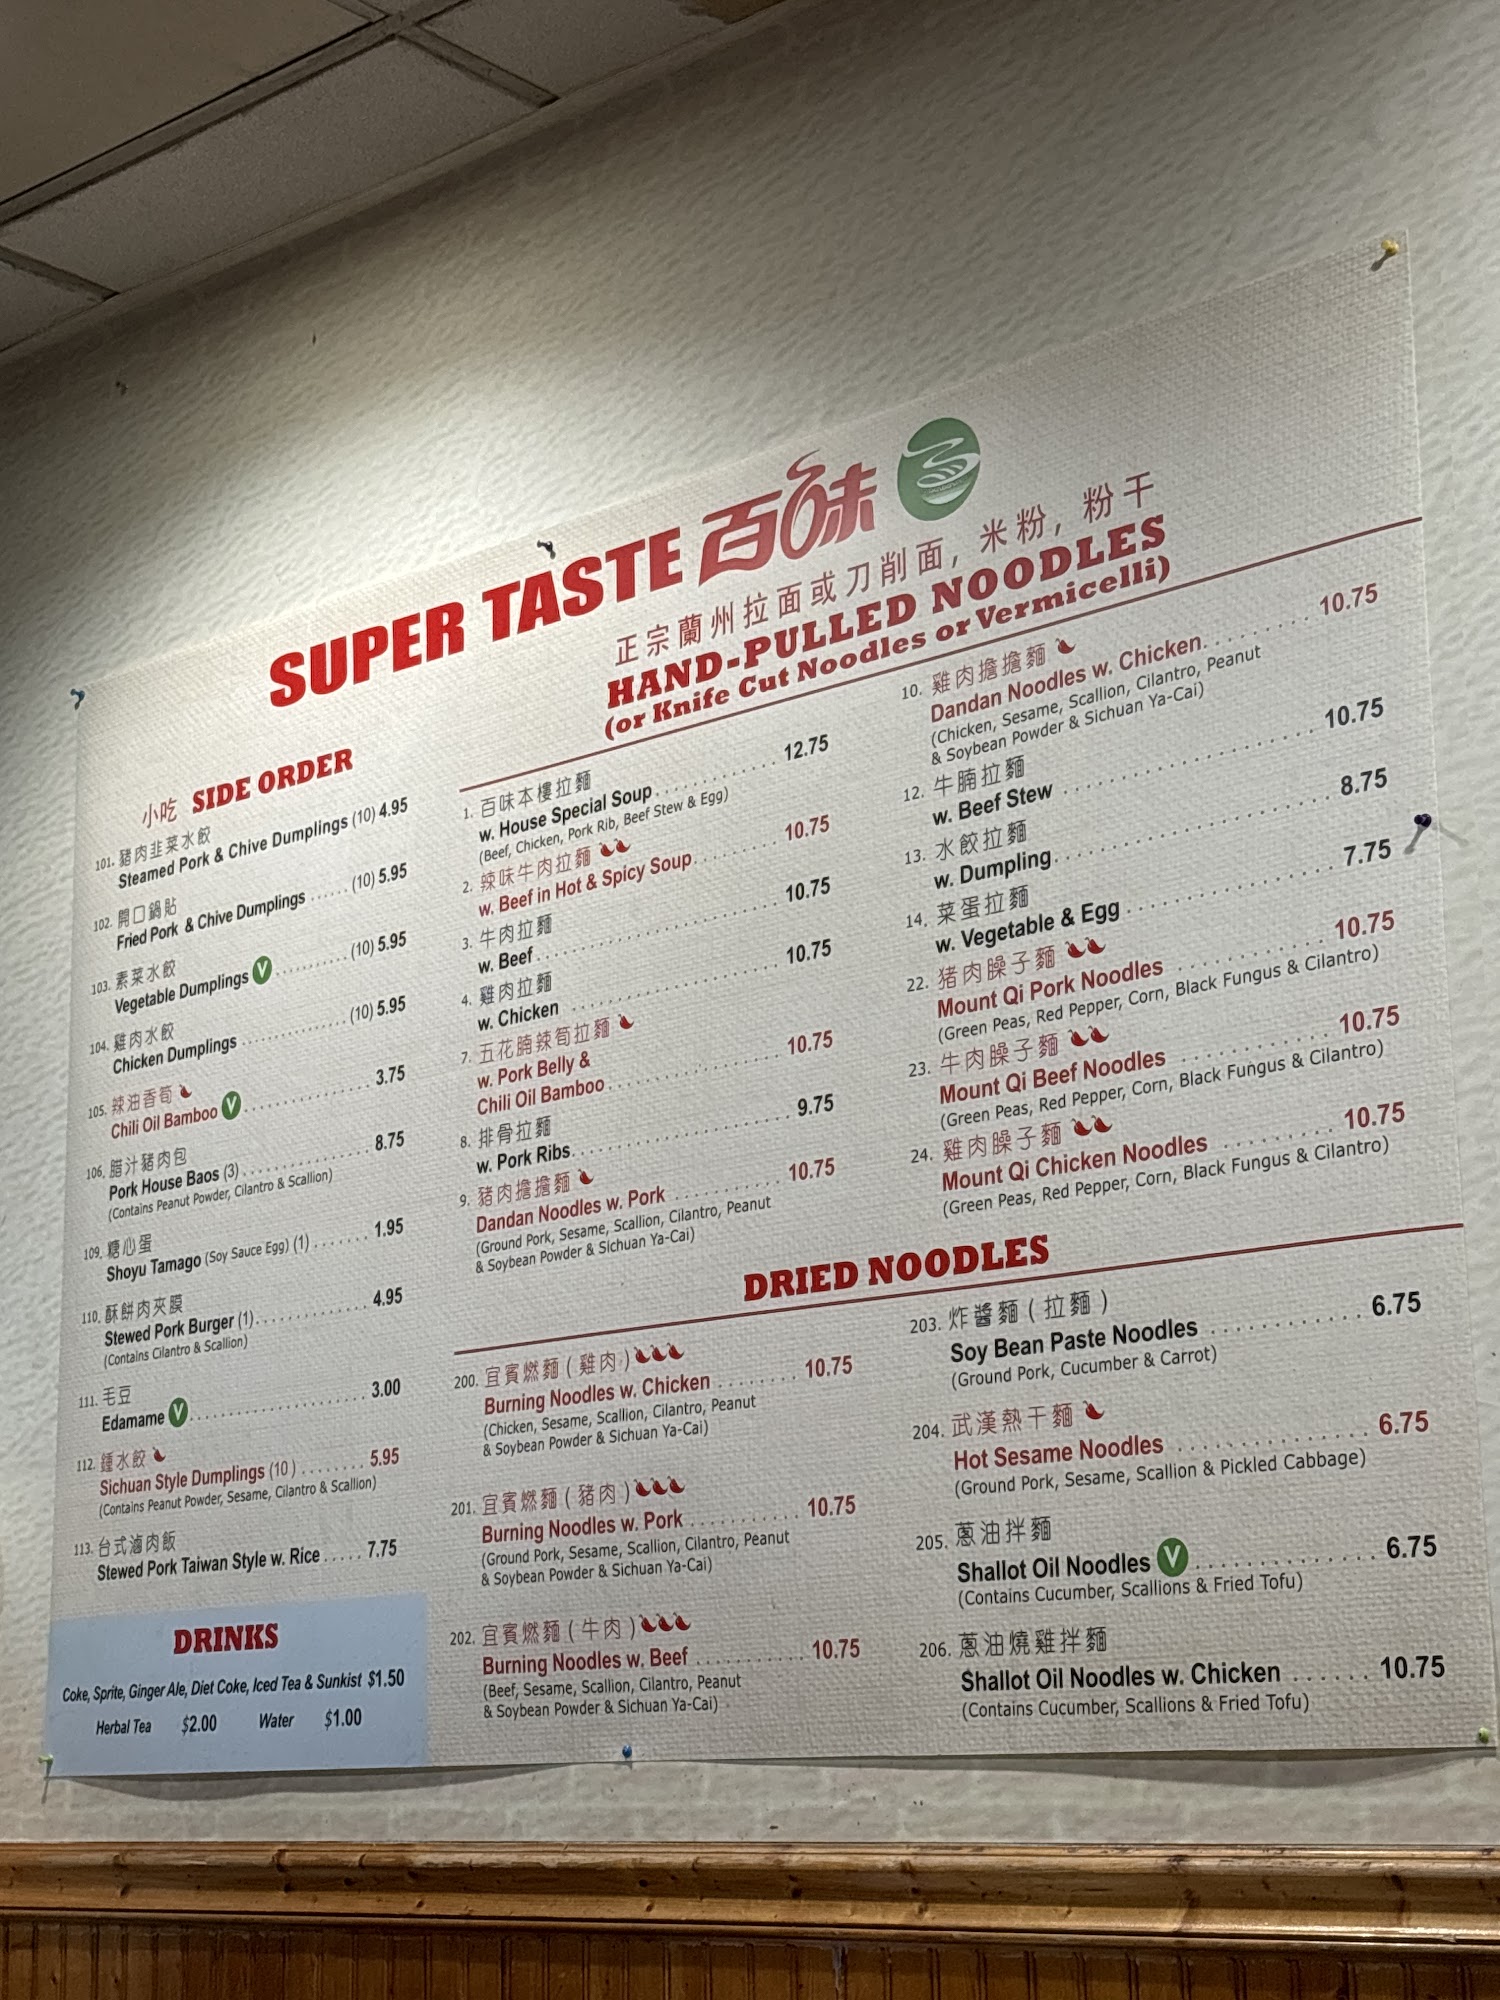 SUPER TASTE 百味
小吃 SIDE ORDER
101. 豬肉韭菜水餃
Steamed Pork & Chive Dumplings (10) 4.95
102. 開口鍋貼
Fried Pork & Chive Dumplings ...... (10) 5.95
103. 素菜水餃
Vegetable Dumplings V ........... (10) 5.95
104. 雞肉水餃
Chicken Dumplings ................ (10) 5.95
105. 辣油香筍
Chili Oil Bamboo V .................... 3.75
106. 腊汁豬肉包
Pork House Baos (3) .................... 8.75
(Contains Peanut Powder, Cilantro & Scallion)
109. 糖心蛋
Shoyu Tamago (Soy Sauce Egg) (1) ........ 1.95
110. 酥餅肉夾膜
Stewed Pork Burger (1) ................. 4.95
(Contains Cilantro & Scallion)
111. 毛豆
Edamame V ........................... 3.00
112. 鍾水餃
Sichuan Style Dumplings (10 ) ......... 5.95
(Contains Peanut Powder, Sesame, Cilantro & Scallion)
113. 台式滷肉飯
Stewed Pork Taiwan Style w. Rice ..... 7.75
DRINKS
Coke, Sprite, Ginger Ale, Diet Coke, Iced Tea & Sunkist $1.50
Herbal Tea $2.00 Water $1.00
正宗蘭州拉面或刀削面, 米粉, 粉干
HAND-PULLED NOODLES
(or Knife Cut Noodles or Vermicelli)
1. 百味本樓拉麵
w. House Special Soup ............. 12.75
(Beef, Chicken, Pork Rib, Beef Stew & Egg)
2. 辣味牛肉拉麵
w. Beef in Hot & Spicy Soup .......... 10.75
3. 牛肉拉麵
w. Beef ............................ 10.75
4. 雞肉拉麵
w. Chicken ......................... 10.75
7. 五花腩辣筍拉麵
w. Pork Belly &
Chili Oil Bamboo .................... 10.75
8. 排骨拉麵
w. Pork Ribs ........................ 9.75
9. 豬肉擔擔麵
Dandan Noodles w. Pork ............ 10.75
(Ground Pork, Sesame, Scallion, Cilantro, Peanut
& Soybean Powder & Sichuan Ya-Cai)
10. 雞肉擔擔麵
Dandan Noodles w. Chicken .......... 10.75
(Chicken, Sesame, Scallion, Cilantro, Peanut
& Soybean Powder & Sichuan Ya-Cai)
12. 牛腩拉麵
w. Beef Stew ....................... 10.75
13. 水餃拉麵
w. Dumpling ........................ 8.75
14. 菜蛋拉麵
w. Vegetable & Egg ................. 7.75
22. 猪肉臊子麵
Mount Qi Pork Noodles ............. 10.75
(Green Peas, Red Pepper, Corn, Black Fungus & Cilantro)
23. 牛肉臊子麵
Mount Qi Beef Noodles ............. 10.75
(Green Peas, Red Pepper, Corn, Black Fungus & Cilantro)
24. 雞肉臊子麵
Mount Qi Chicken Noodles ......... 10.75
(Green Peas, Red Pepper, Corn, Black Fungus & Cilantro)
DRIED NOODLES
200. 宜賓燃麵 ( 雞肉 )
Burning Noodles w. Chicken ........ 10.75
(Chicken, Sesame, Scallion, Cilantro, Peanut
& Soybean Powder & Sichuan Ya-Cai)
201. 宜賓燃麵 ( 豬肉 )
Burning Noodles w. Pork ........... 10.75
(Ground Pork, Sesame, Scallion, Cilantro, Peanut
& Soybean Powder & Sichuan Ya-Cai)
202. 宜賓燃麵 ( 牛肉 )
Burning Noodles w. Beef ........... 10.75
(Beef, Sesame, Scallion, Cilantro, Peanut
& Soybean Powder & Sichuan Ya-Cai)
203. 炸醬麵 ( 拉麵 )
Soy Bean Paste Noodles ............ 6.75
(Ground Pork, Cucumber & Carrot)
204. 武漢熱干麵
Hot Sesame Noodles ............... 6.75
(Ground Pork, Sesame, Scallion & Pickled Cabbage)
205. 蔥油拌麵
Shallot Oil Noodles V .............. 6.75
(Contains Cucumber, Scallions & Fried Tofu)
206. 蔥油燒雞拌麵
Shallot Oil Noodles w. Chicken ...... 10.75
(Contains Cucumber, Scallions & Fried Tofu)